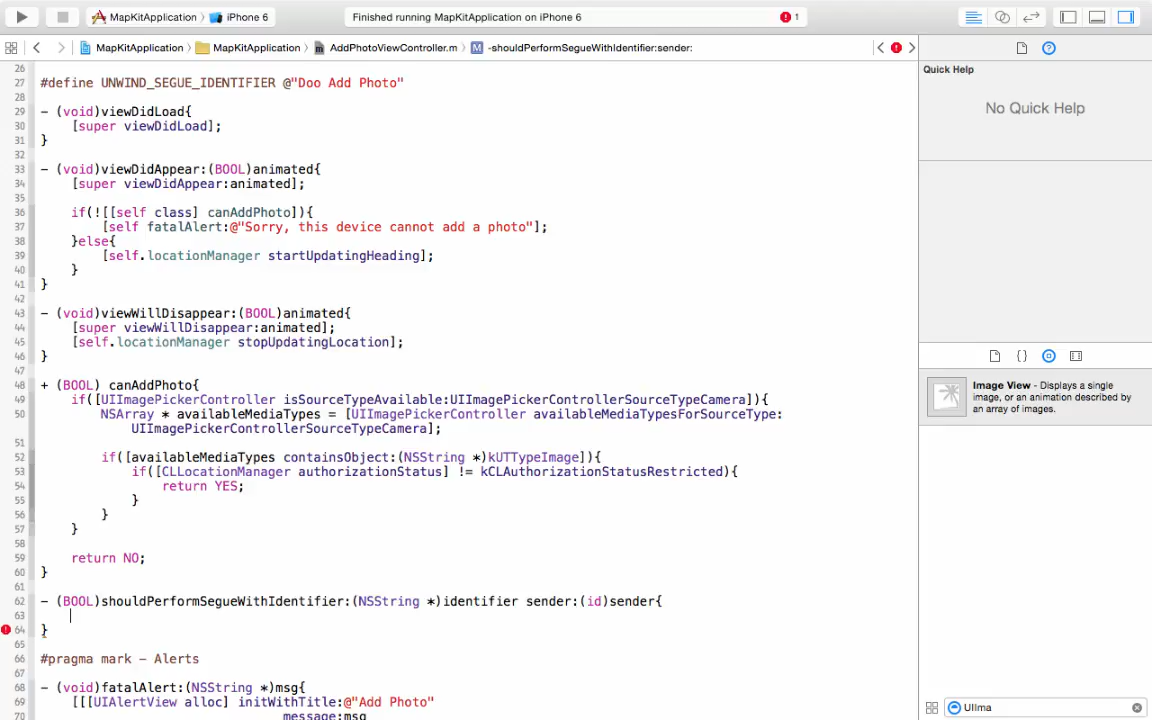 MapKitApplication › iPhone 6
Finished running MapKitApplication on iPhone 6
1
MapKitApplication › MapKitApplication › AddPhotoViewController.m › M -shouldPerformSegueWithIdentifier:sender:
26
27 #define UNWIND_SEGUE_IDENTIFIER @"Doo Add Photo"
28
29 - (void)viewDidLoad{
30 [super viewDidLoad];
31 }
32
33 - (void)viewDidAppear:(BOOL)animated{
34 [super viewDidAppear:animated];
35
36 if(![[self class] canAddPhoto]){
37 [self fatalAlert:@"Sorry, this device cannot add a photo"];
38 }else{
39 [self.locationManager startUpdatingHeading];
40 }
41 }
42
43 - (void)viewWillDisappear:(BOOL)animated{
44 [super viewWillDisappear:animated];
45 [self.locationManager stopUpdatingLocation];
46 }
47
48 + (BOOL) canAddPhoto{
49 if([UIImagePickerController isSourceTypeAvailable:UIImagePickerControllerSourceTypeCamera]){
50 NSArray * availableMediaTypes = [UIImagePickerController availableMediaTypesForSourceType:
UIImagePickerControllerSourceTypeCamera];
51
52 if([availableMediaTypes containsObject:(NSString *)kUTTypeImage]){
53 if([CLLocationManager authorizationStatus] != kCLAuthorizationStatusRestricted){
54 return YES;
55 }
56 }
57 }
58
59 return NO;
60 }
61
62 - (BOOL)shouldPerformSegueWithIdentifier:(NSString *)identifier sender:(id)sender{
63
64 }
65
66 #pragma mark - Alerts
67
68 - (void)fatalAlert:(NSString *)msg{
69 [[[UIAlertView alloc] initWithTitle:@"Add Photo"
70 message:msg
Quick Help
No Quick Help
Image View - Displays a single
image, or an animation described by
an array of images.
UIIma